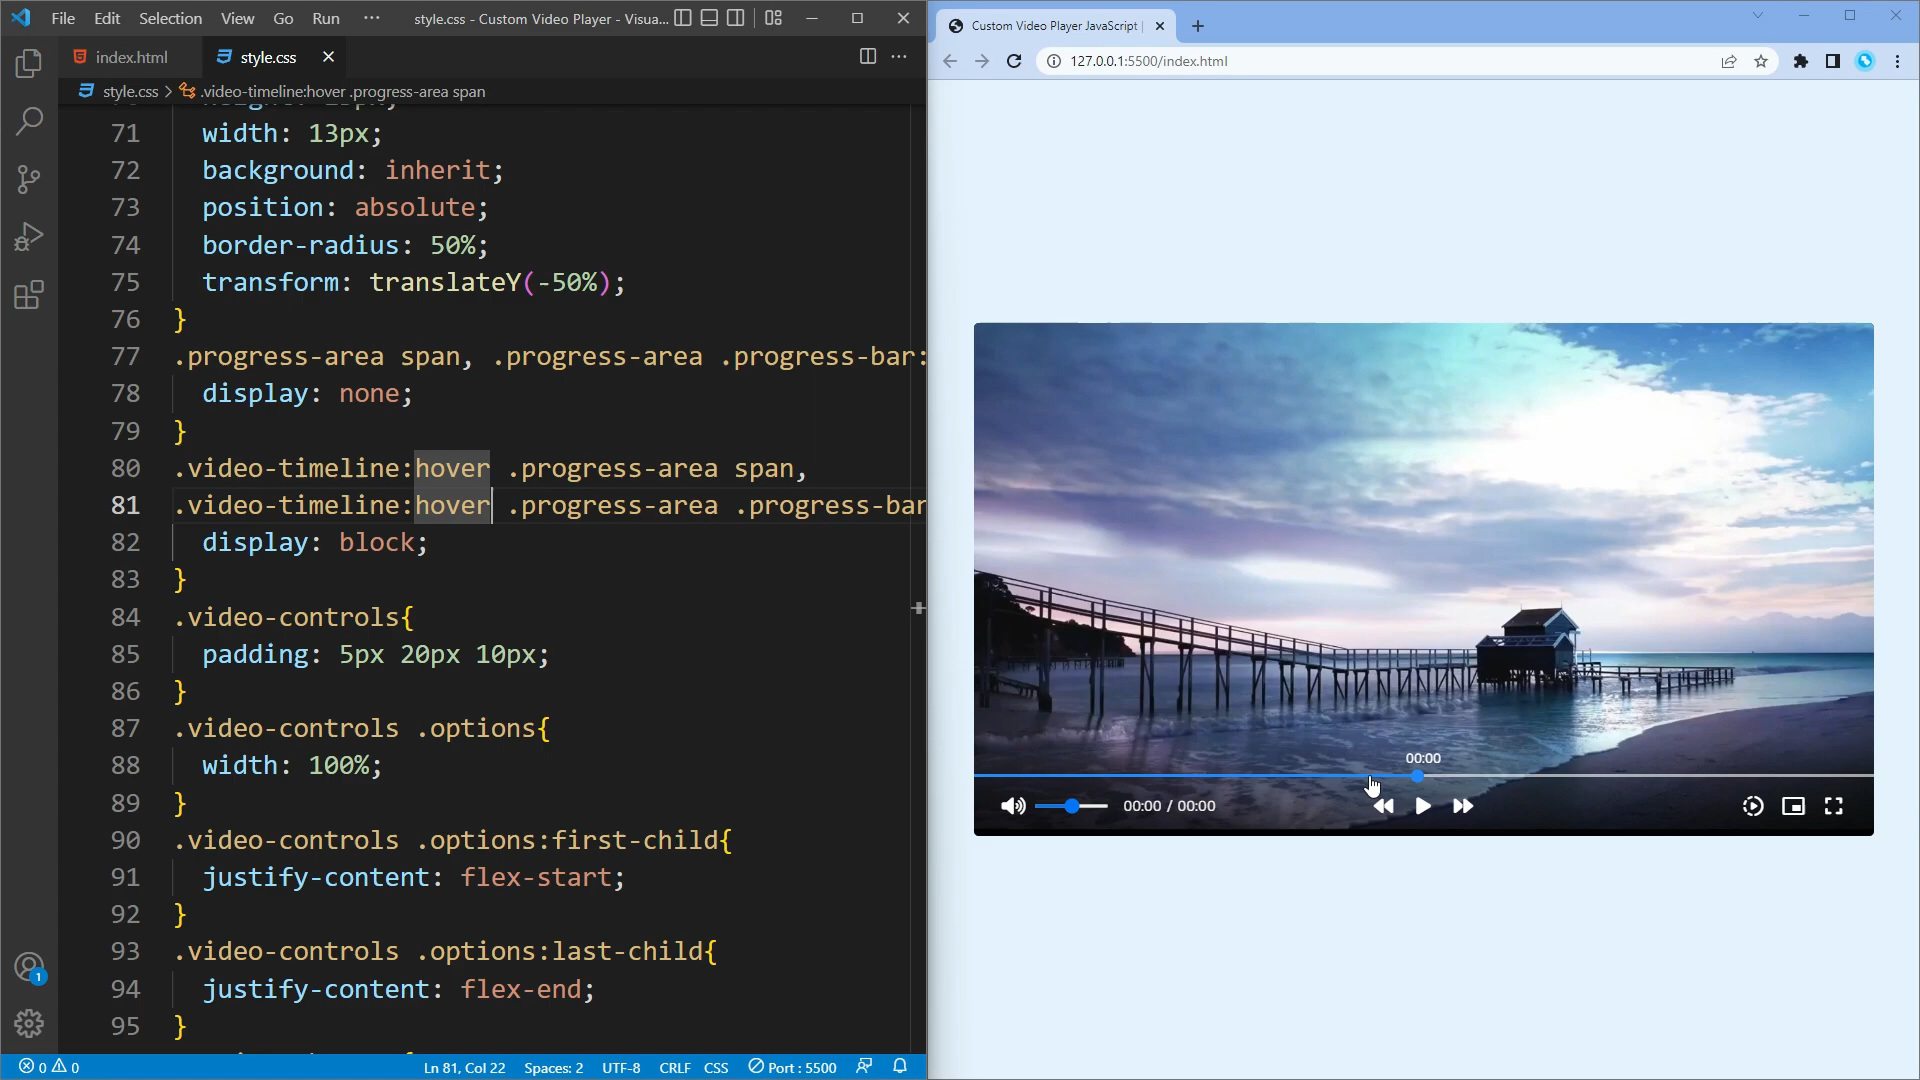 File Edit Selection View Go Run ··· style.css - Custom Video Player - Visua...
index.html style.css
style.css > .video-timeline:hover .progress-area span
71 width: 13px;
72 background: inherit;
73 position: absolute;
74 border-radius: 50%;
75 transform: translateY(-50%);
76 }
77 .progress-area span, .progress-area .progress-bar:
78 display: none;
79 }
80 .video-timeline:hover .progress-area span,
81 .video-timeline:hover .progress-area .progress-bar
82 display: block;
83 }
84 .video-controls{
85 padding: 5px 20px 10px;
86 }
87 .video-controls .options{
88 width: 100%;
89 }
90 .video-controls .options:first-child{
91 justify-content: flex-start;
92 }
93 .video-controls .options:last-child{
94 justify-content: flex-end;
95 }
1
0 0 Ln 81, Col 22 Spaces: 2 UTF-8 CRLF CSS Port : 5500
Custom Video Player JavaScript |
127.0.0.1:5500/index.html
00:00
00:00 / 00:00